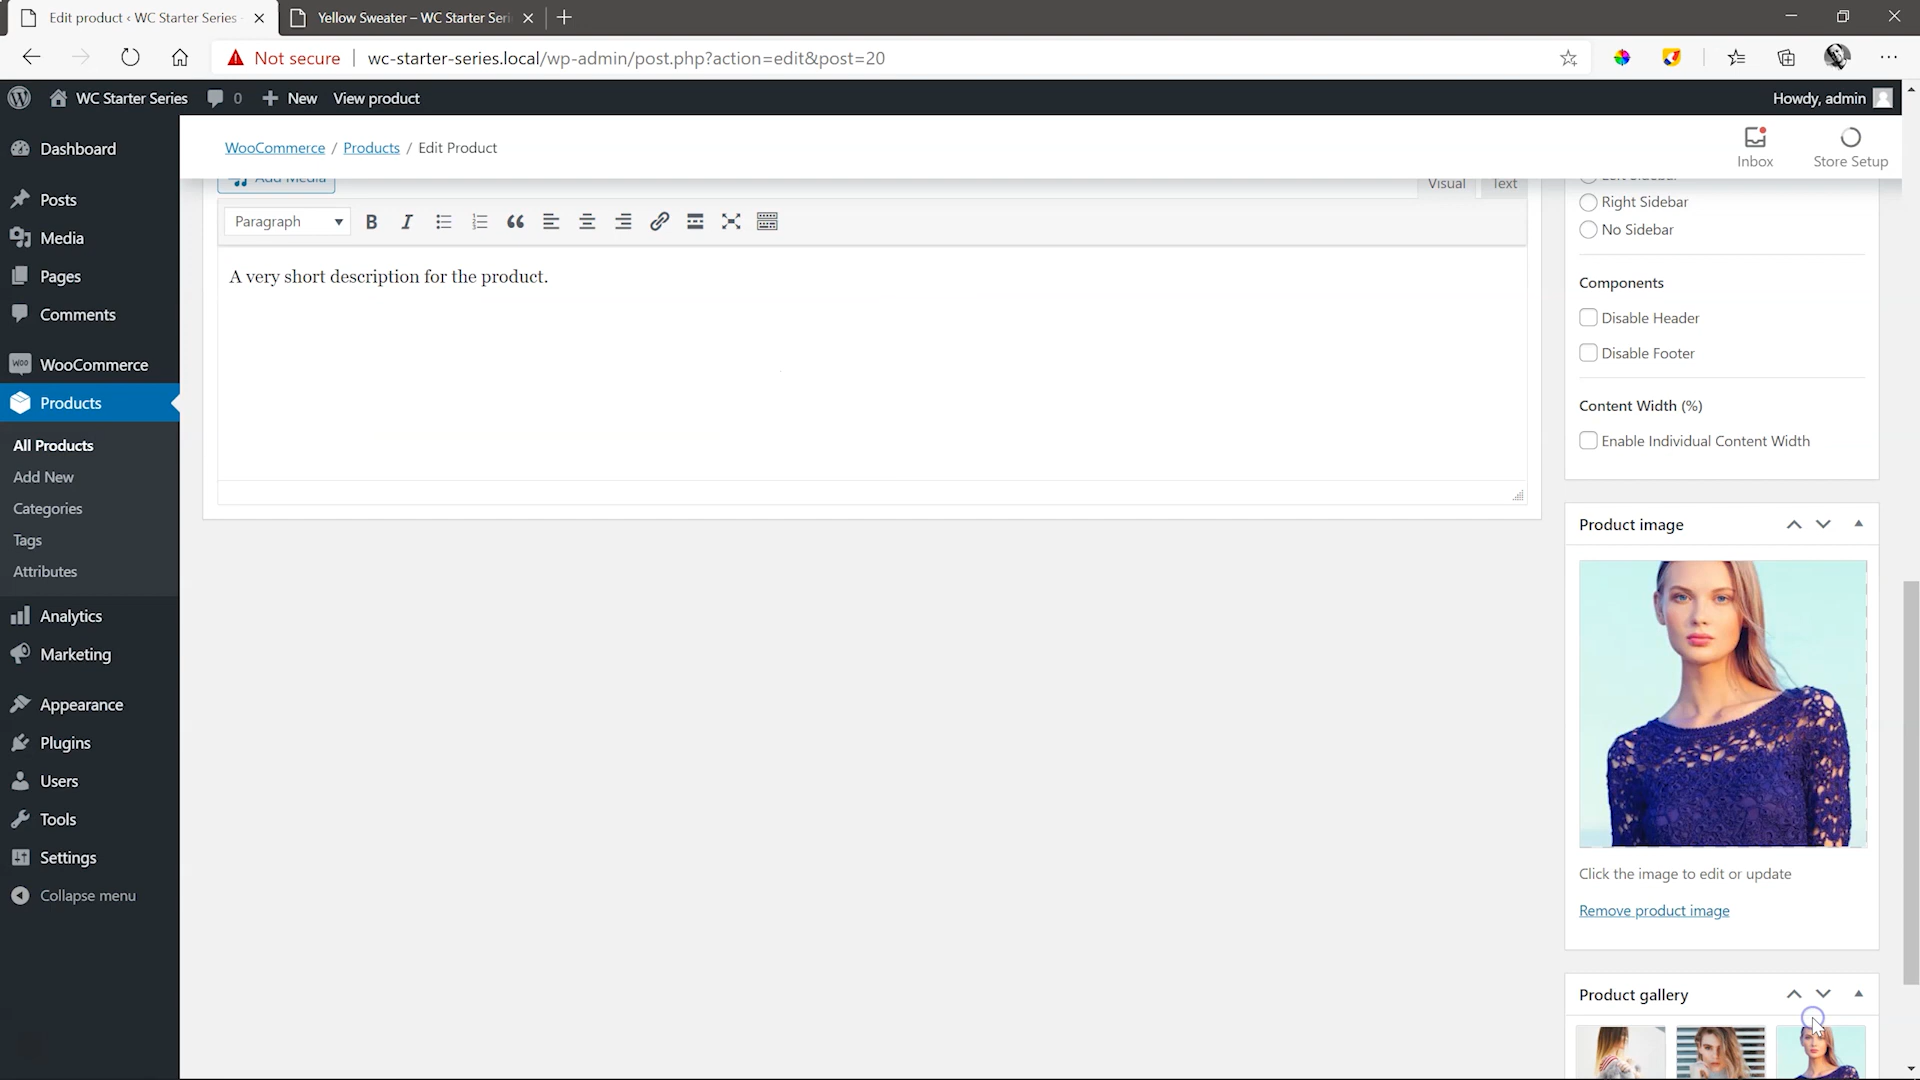 Edit product ‹ WC Starter Series
Yellow Sweater – WC Starter Seri
Not secure
wc-starter-series.local/wp-admin/post.php?action=edit&post=20
WC Starter Series
0
New
View product
Howdy, admin
WooCommerce / Products / Edit Product
Inbox
Store Setup
Dashboard
Posts
Media
Pages
Comments
WooCommerce
Products
All Products
Add New
Categories
Tags
Attributes
Analytics
Marketing
Appearance
Plugins
Users
Tools
Settings
Collapse menu
Add Media
Visual
Text
Paragraph
B
I
A very short description for the product.
Left Sidebar
Right Sidebar
No Sidebar
Components
Disable Header
Disable Footer
Content Width (%)
Enable Individual Content Width
Product image
Click the image to edit or update
Remove product image
Product gallery